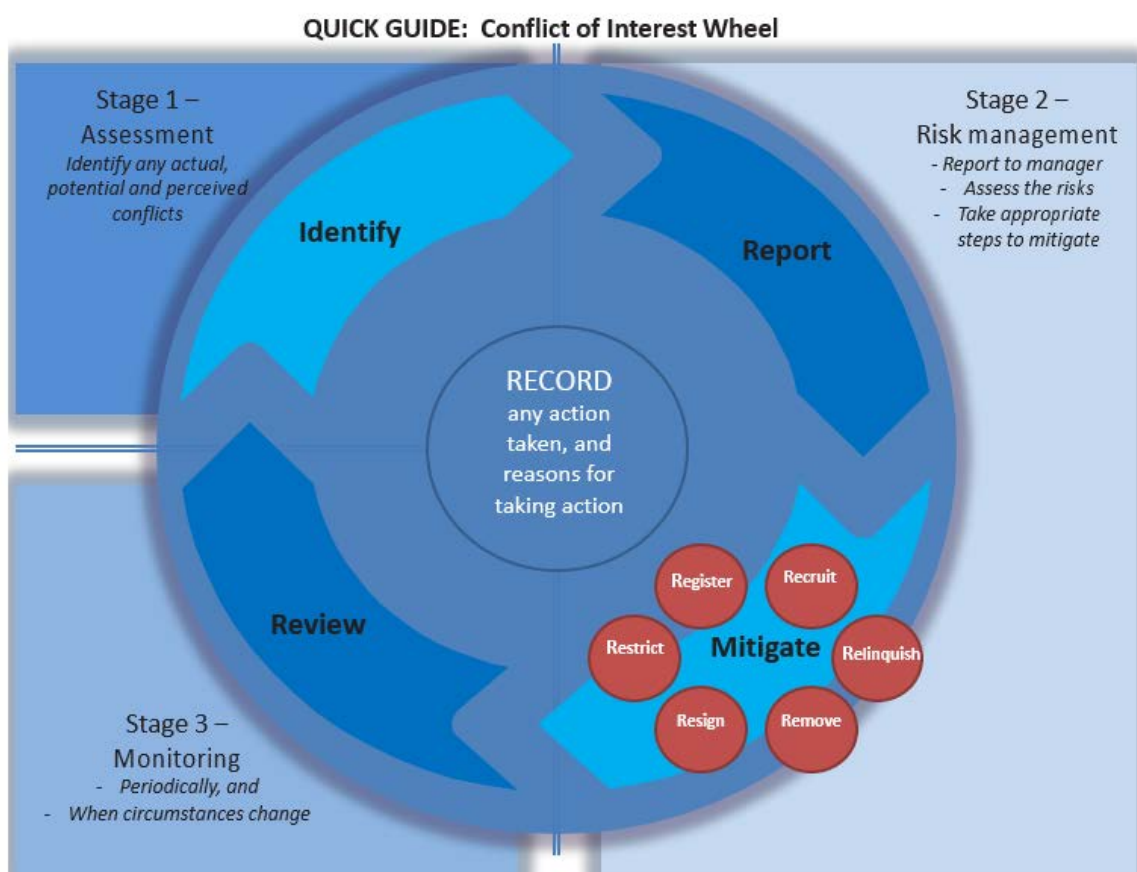 QUICK GUIDE: Conflict of Interest Wheel
Stage 1 –
Assessment
Identify any actual,
potential and perceived
conflicts
Stage 2 –
Risk management
- Report to manager
- Assess the risks
- Take appropriate
steps to mitigate
Identify
Report
RECORD
any action
taken, and
reasons for
taking action
Register
Recruit
Restrict
Mitigate
Relinquish
Resign
Remove
Review
Stage 3 –
Monitoring
- Periodically, and
- When circumstances change